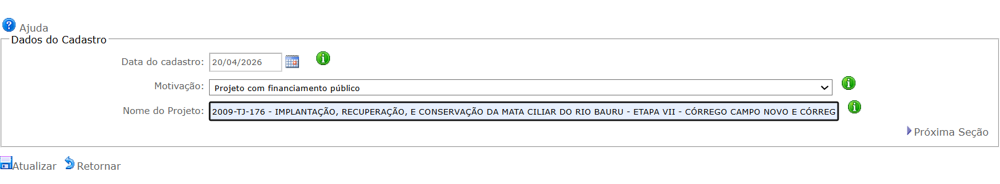 Ajuda
Dados do Cadastro
Data do cadastro: 20/04/2026
Motivação: Projeto com financiamento público
Nome do Projeto: 2009-TJ-176 - IMPLANTAÇÃO, RECUPERAÇÃO, E CONSERVAÇÃO DA MATA CILIAR DO RIO BAURU - ETAPA VII - CÓRREGO CAMPO NOVO E CÓRREG
Próxima Seção
Atualizar Retornar